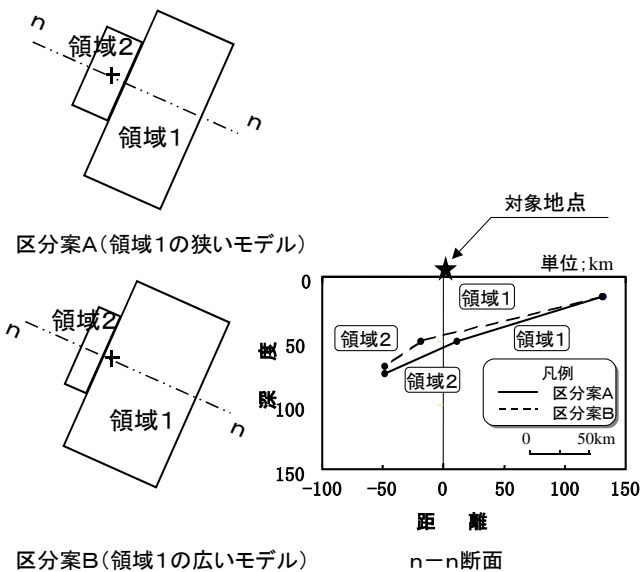 n
領域2
n
領域1
区分案A(領域1の狭いモデル)
n
領域2
n
領域1
区分案B(領域1の広いモデル)
対象地点
単位;km
0
50
100
150
深度
領域1
領域2
領域1
領域2
凡例
区分案A
区分案B
0 50km
-100 -50 0 50 100 150
距 離
n-n断面